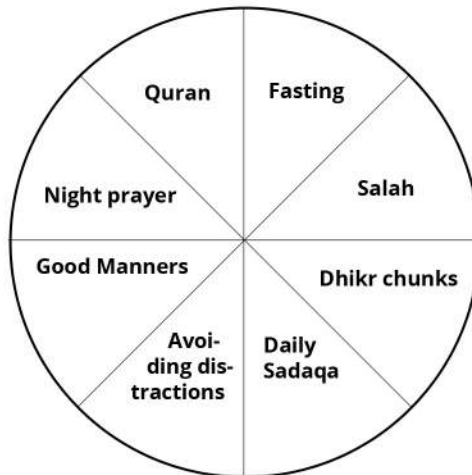 Quran
Fasting
Night prayer
Salah
Good Manners
Dhikr chunks
Avoi-
ding dis-
tractions
Daily
Sadaqa